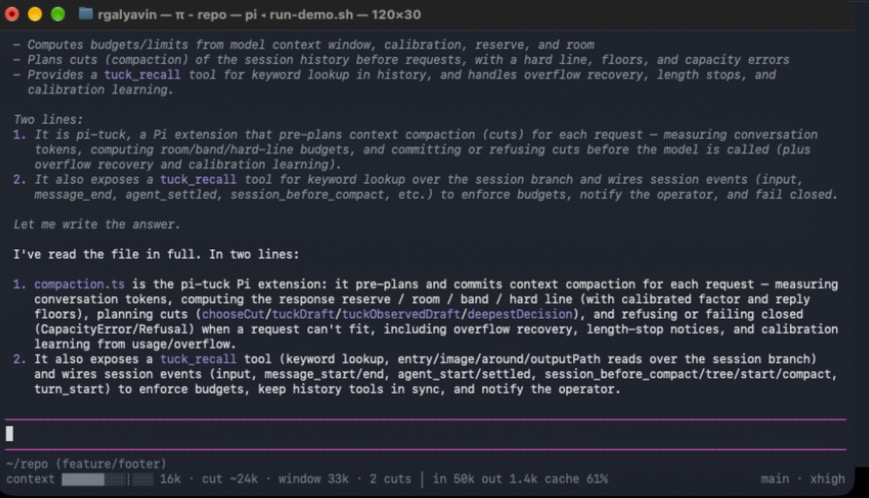 rgalyavin — π - repo — pi ◂ run-demo.sh — 120×30
– Computes budgets/limits from model context window, calibration, reserve, and room
– Plans cuts (compaction) of the session history before requests, with a hard line, floors, and capacity errors
– Provides a tuck_recall tool for keyword lookup in history, and handles overflow recovery, length stops, and
calibration learning.
Two lines:
1. It is pi-tuck, a Pi extension that pre-plans context compaction (cuts) for each request — measuring conversation
tokens, computing room/band/hard-line budgets, and committing or refusing cuts before the model is called (plus
overflow recovery and calibration learning).
2. It also exposes a tuck_recall tool for keyword lookup over the session branch and wires session events (input,
message_end, agent_settled, session_before_compact, etc.) to enforce budgets, notify the operator, and fail closed.
Let me write the answer.
I've read the file in full. In two lines:
1. compaction.ts is the pi-tuck Pi extension: it pre-plans and commits context compaction for each request — measuring
conversation tokens, computing the response reserve / room / band / hard line (with calibrated factor and reply
floors), planning cuts (chooseCut/tuckDraft/tuckObservedDraft/deepestDecision), and refusing or failing closed
(CapacityError/Refusal) when a request can't fit, including overflow recovery, length-stop notices, and calibration
learning from usage/overflow.
2. It also exposes a tuck_recall tool (keyword lookup, entry/image/around/outputPath reads over the session branch)
and wires session events (input, message_start/end, agent_start/settled, session_before_compact/tree/start/compact,
turn_start) to enforce budgets, keep history tools in sync, and notify the operator.
~/repo (feature/footer)
context 16k · cut ~24k · window 33k · 2 cuts │ in 50k out 1.4k cache 61% main · xhigh